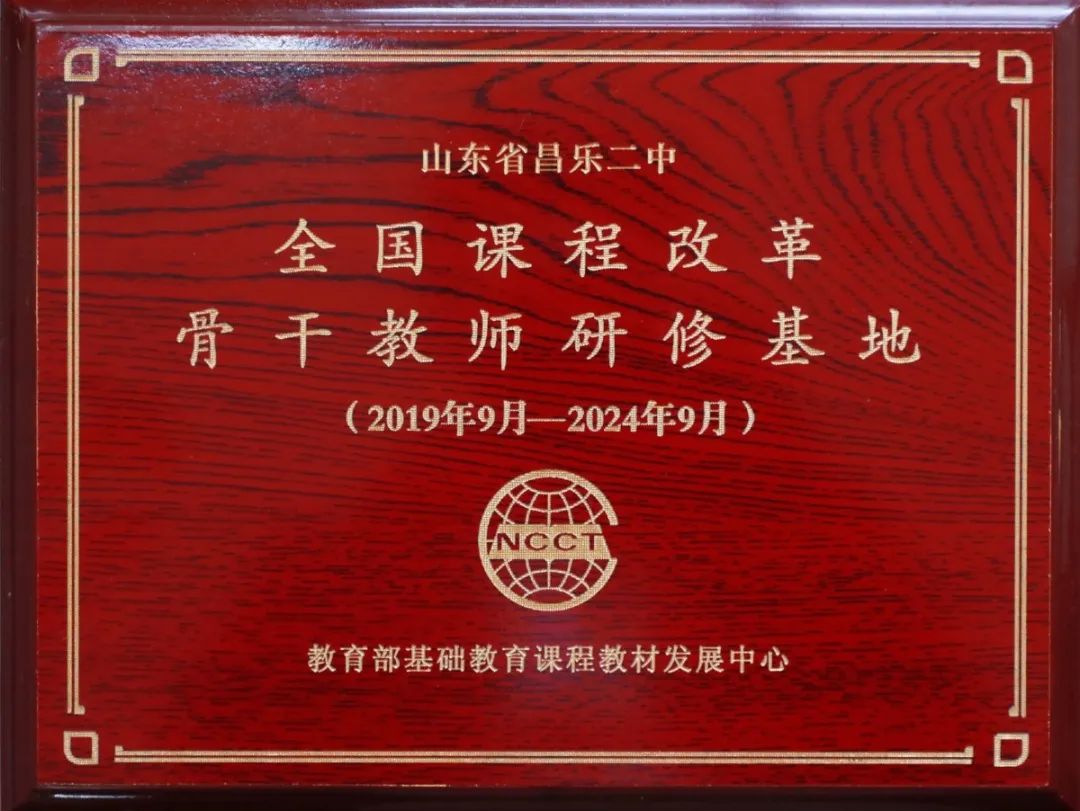 山东省昌乐二中
全国课程改革
骨干教师研修基地
（2019年9月—2024年9月）
NCCT
教育部基础教育课程教材发展中心